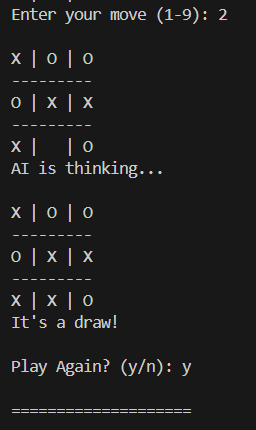 Enter your move (1-9): 2
X | O | O
---------
O | X | X
---------
X |   | O
AI is thinking...
X | O | O
---------
O | X | X
---------
X | X | O
It's a draw!
Play Again? (y/n): y
====================